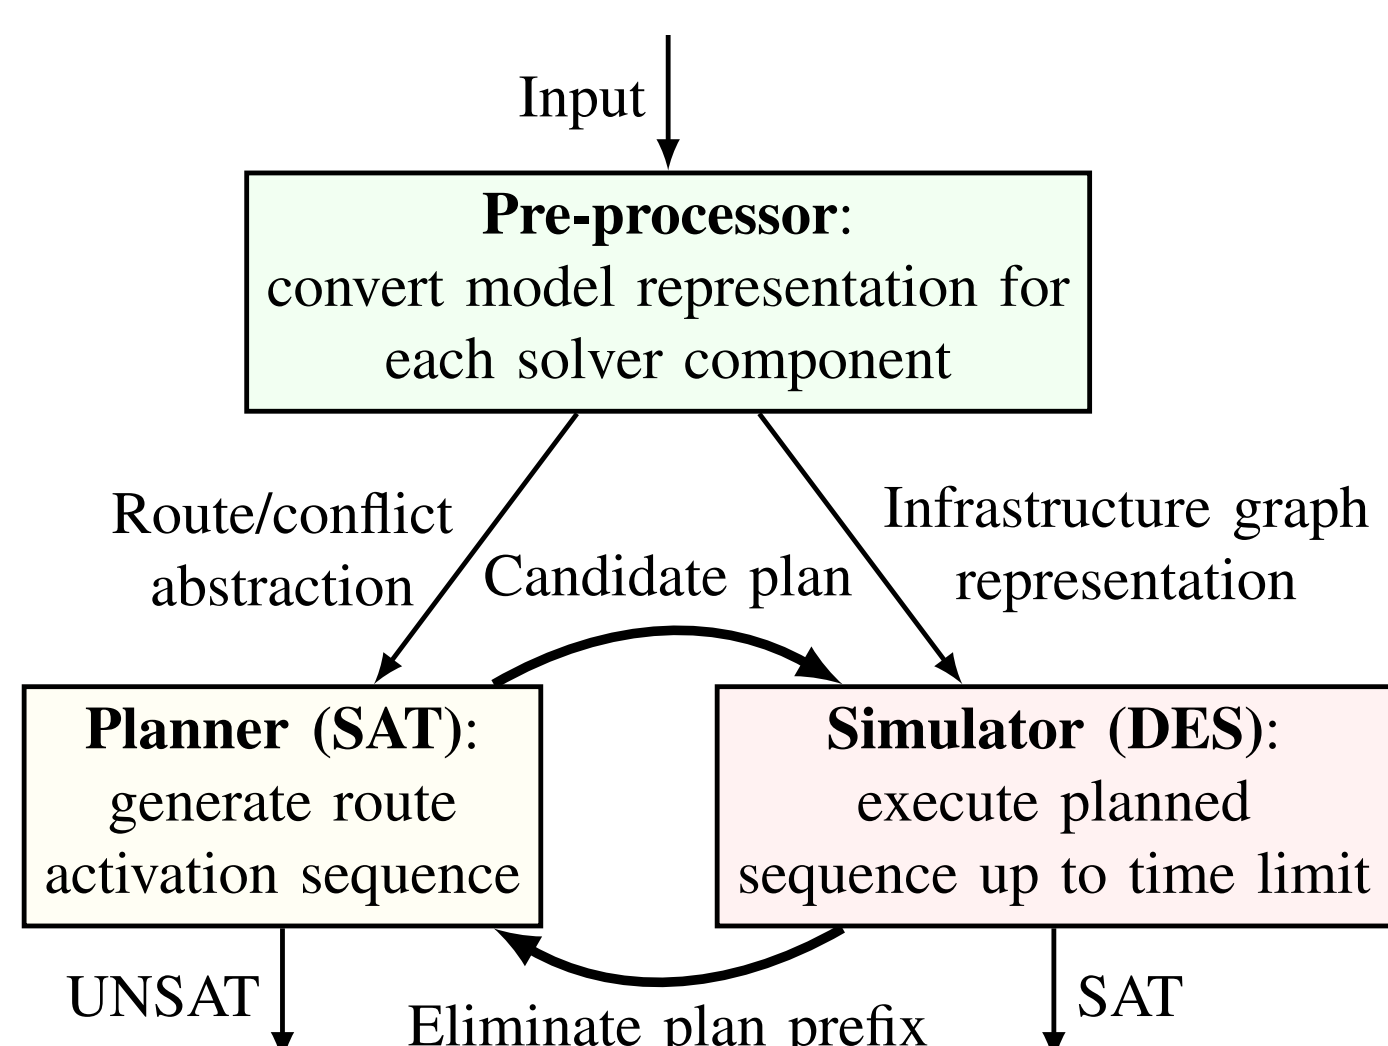 Input
Pre-processor:
convert model representation for
each solver component
Route/conflict
abstraction
Candidate plan
Infrastructure graph
representation
Planner (SAT):
generate route
activation sequence
Simulator (DES):
execute planned
sequence up to time limit
UNSAT
Eliminate plan prefix
SAT